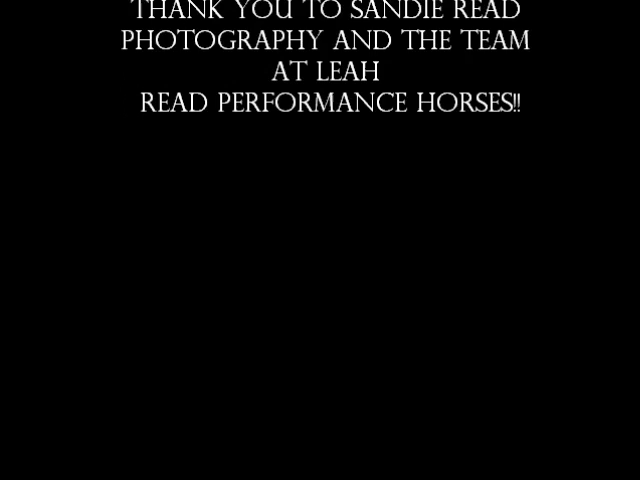 THANK YOU TO SANDIE READ
PHOTOGRAPHY AND THE TEAM
AT LEAH
READ PERFORMANCE HORSES!!